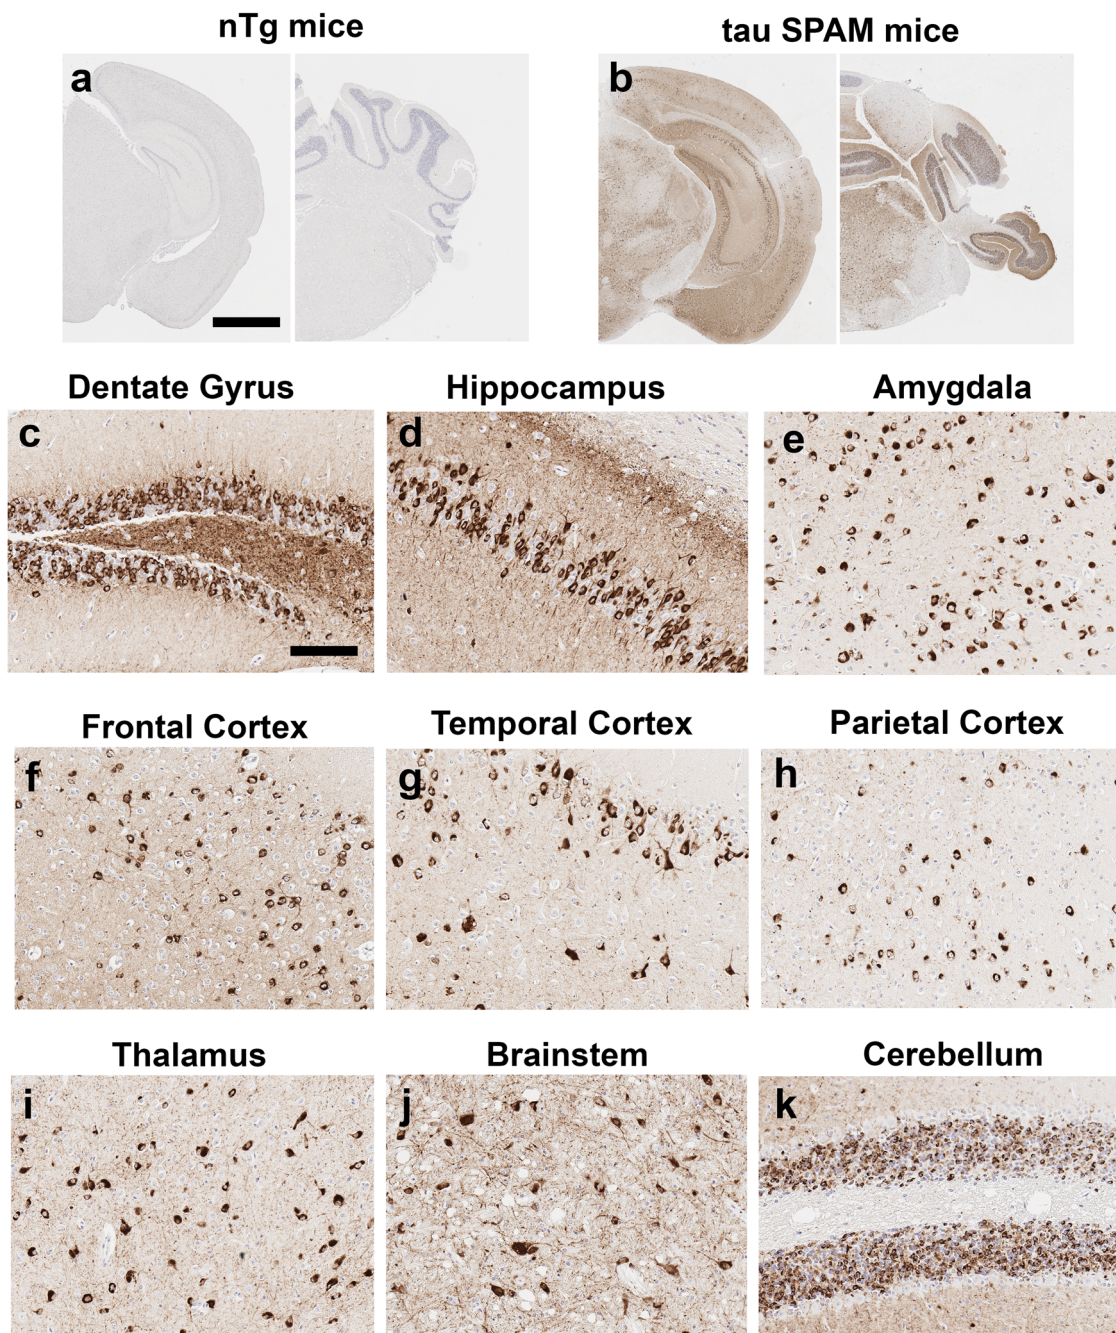 nTg mice
tau SPAM mice
a
b
Dentate Gyrus
Hippocampus
Amygdala
c
d
e
Frontal Cortex
Temporal Cortex
Parietal Cortex
f
g
h
Thalamus
Brainstem
Cerebellum
i
j
k